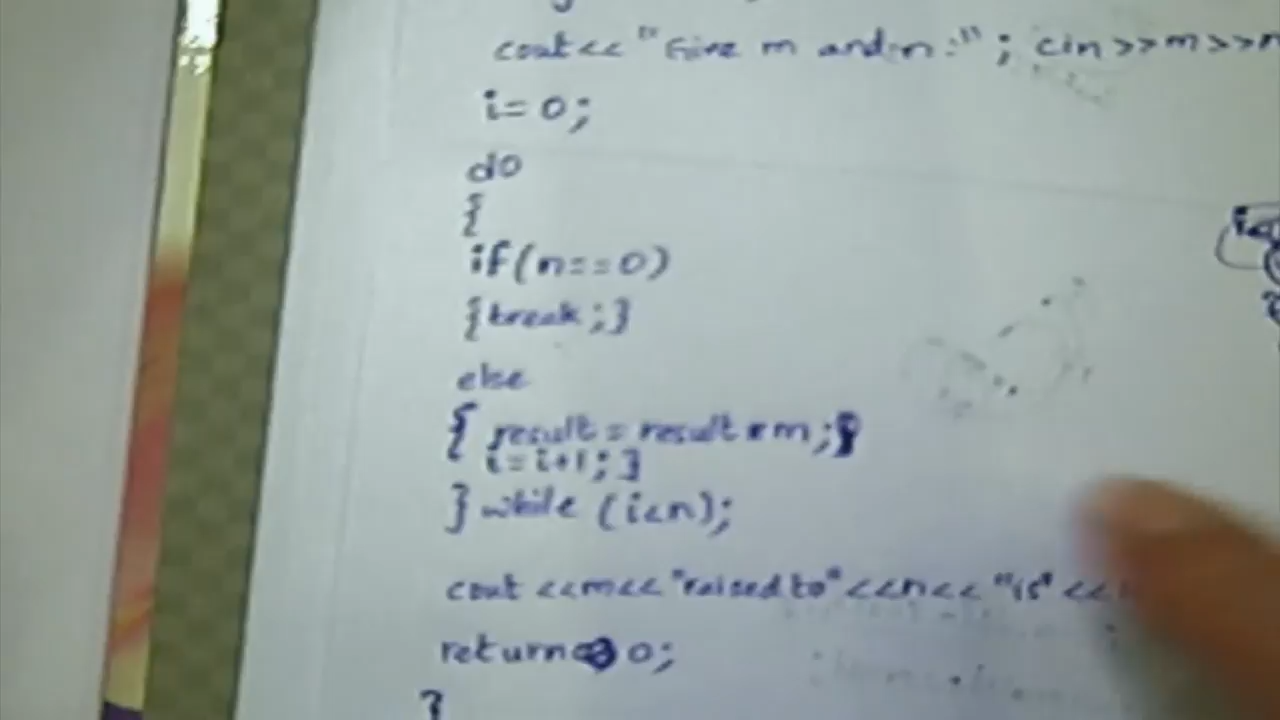 cout<< "Give m and n:"; cin>>m>>n
i=0;
do
{
if(n==0)
{break;}
else
{ result = result*m;
i=i+1; }
} while (i<n);
cout <<m<< "raised to" <<n<< "is" <<
return 0;
}